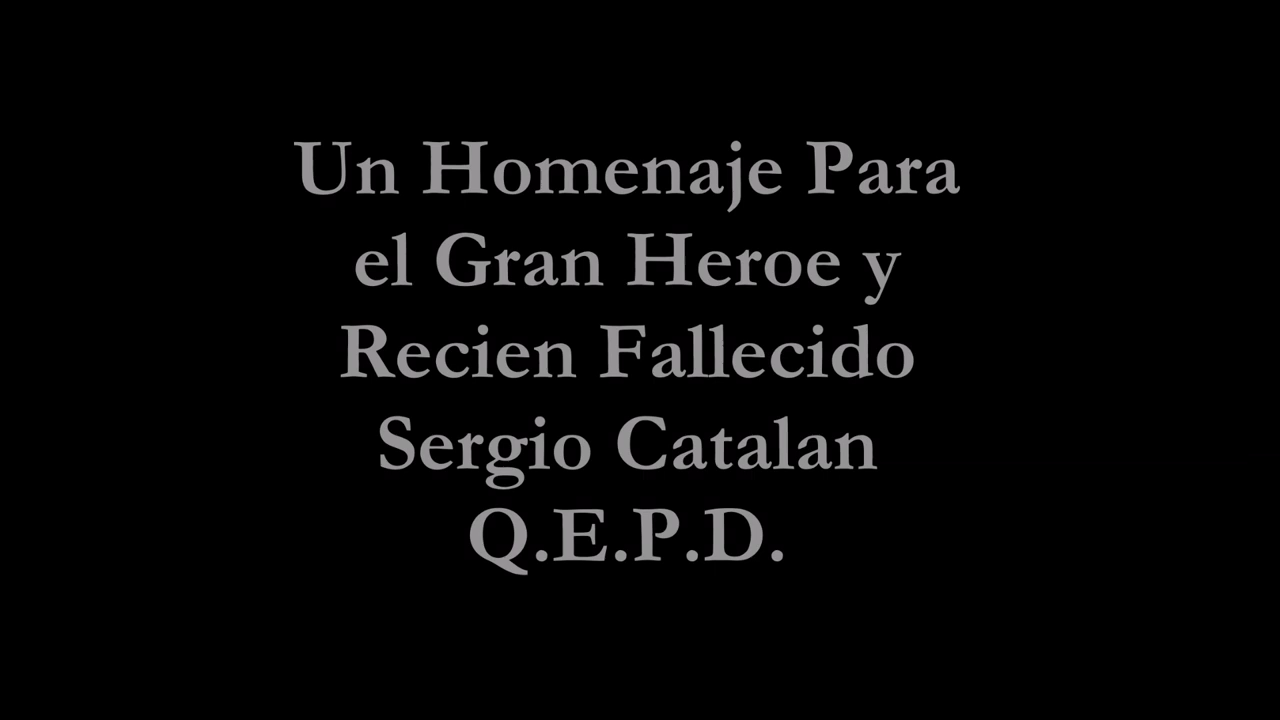 Un Homenaje Para
el Gran Heroe y
Recien Fallecido
Sergio Catalan
Q.E.P.D.